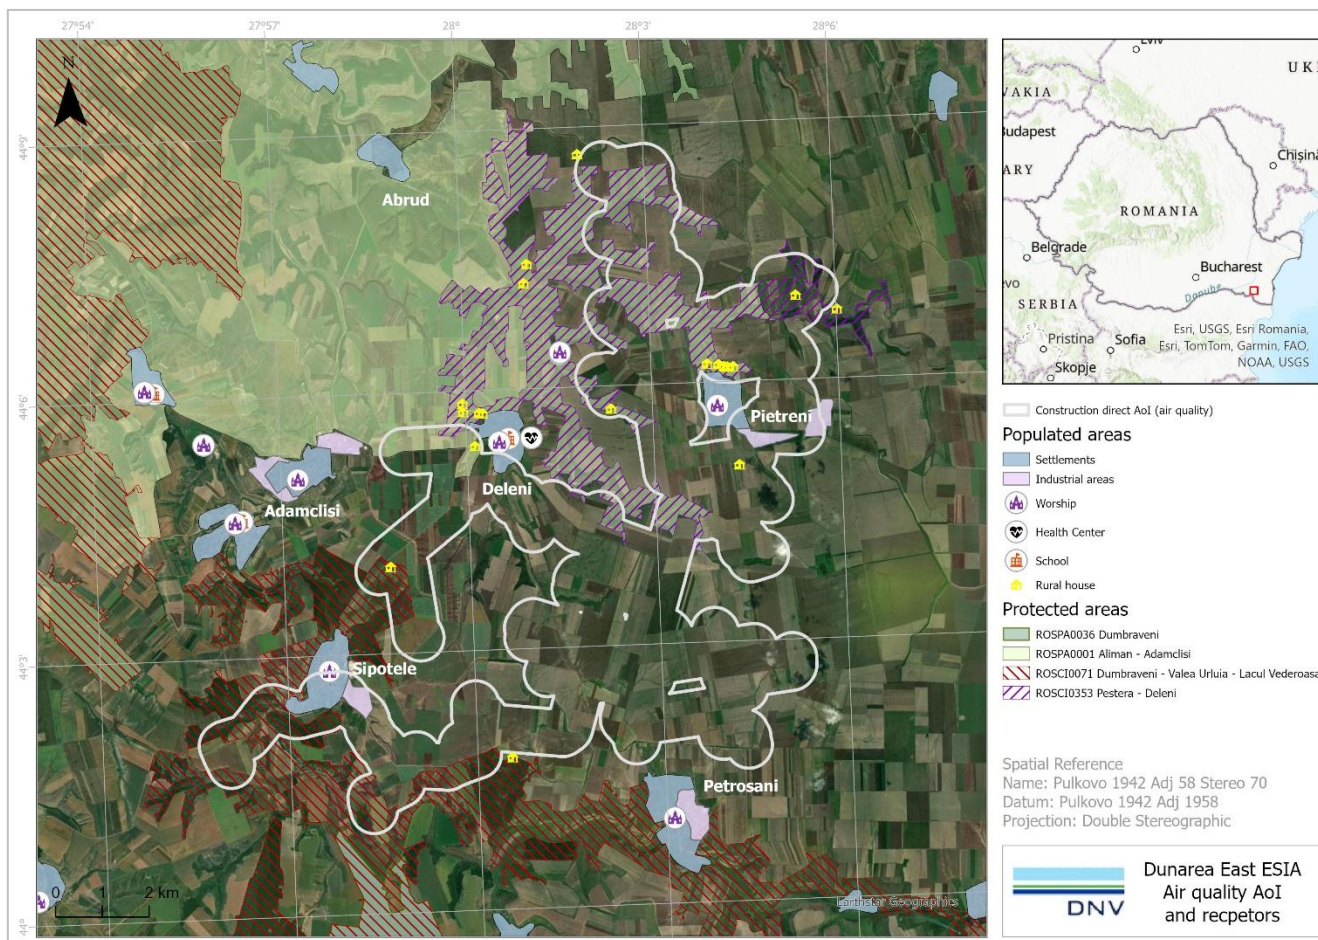 27°54'
27°57'
28°
28°3'
28°6'
N
44°9'
44°6'
44°3'
44°
Abrud
Pietreni
Deleni
Adamclisi
Sipotele
Petrosani
0 1 2 km
Earthstar Geographics
Lviv
UKI
VAKIA
Budapest
ARY
Chișină
ROMANIA
Belgrade
Bucharest
evo
Danube
SERBIA
Pristina
Sofia
Skopje
Esri, USGS, Esri Romania,
Esri, TomTom, Garmin, FAO,
NOAA, USGS
Construction direct AoI (air quality)
Populated areas
Settlements
Industrial areas
Worship
Health Center
School
Rural house
Protected areas
ROSPA0036 Dumbraveni
ROSPA0001 Aliman - Adamclisi
ROSCI0071 Dumbraveni - Valea Urluia - Lacul Vederoasa
ROSCI0353 Pestera - Deleni
Spatial Reference
Name: Pulkovo 1942 Adj 58 Stereo 70
Datum: Pulkovo 1942 Adj 1958
Projection: Double Stereographic
DNV
Dunarea East ESIA
Air quality AoI
and recpetors